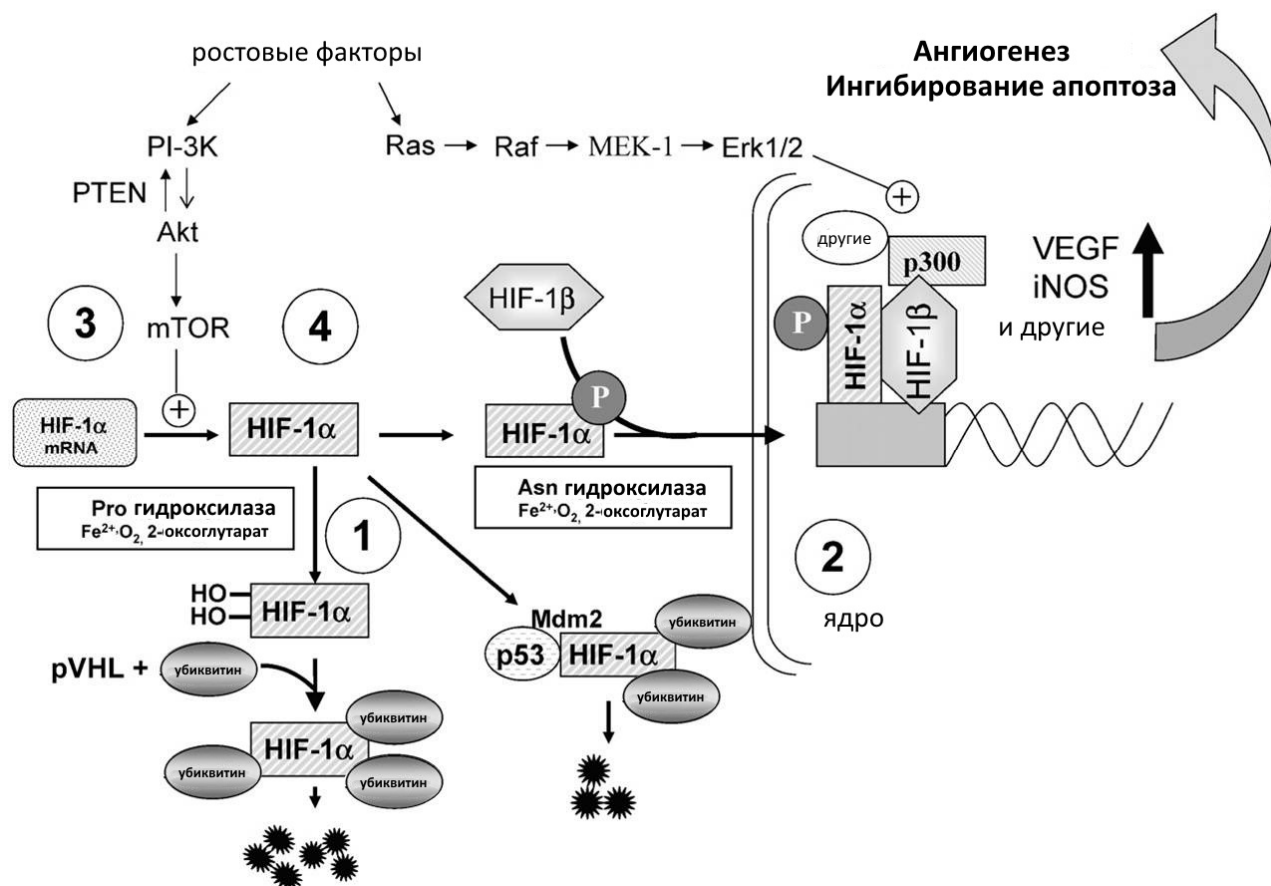 ростовые факторы
Ангиогенез
Ингибирование апоптоза
PI-3K
PTEN
Akt
mTOR
Ras
Raf
MEK-1
Erk1/2
+
другие
p300
P
HIF-1α
HIF-1β
VEGF
iNOS
и другие
3
4
HIF-1β
P
+
HIF-1α
mRNA
HIF-1α
HIF-1α
Pro гидроксилаза
Fe²⁺,O₂, 2-оксоглутарат
Asn гидроксилаза
Fe²⁺,O₂, 2-оксоглутарат
1
2
ядро
HO
HO
HIF-1α
Mdm2
p53
HIF-1α
убиквитин
убиквитин
pVHL +
убиквитин
HIF-1α
убиквитин
убиквитин
убиквитин